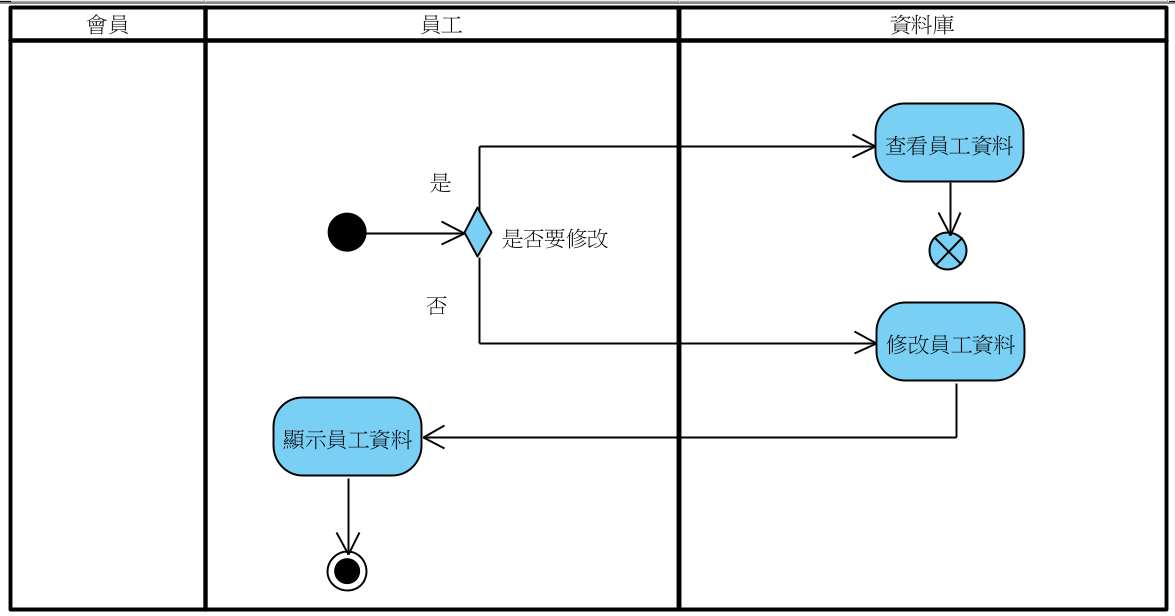 會員
員工
資料庫
查看員工資料
是
是否要修改
否
修改員工資料
顯示員工資料